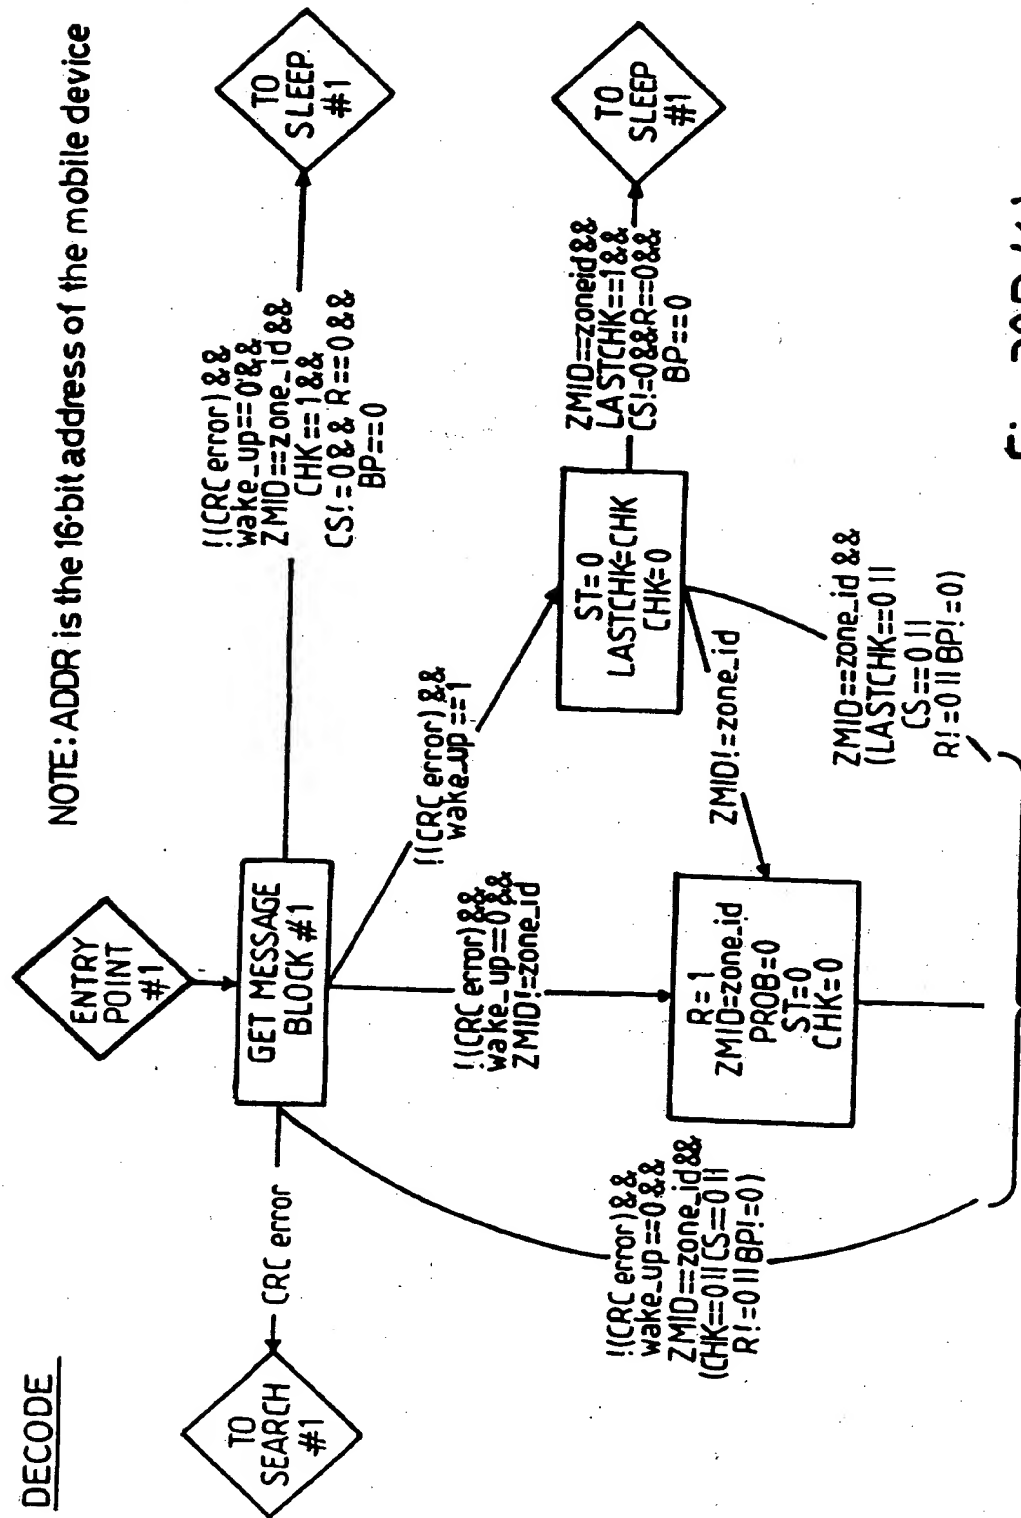 DECODE
NOTE: ADDR is the 16-bit address of the mobile device
ENTRY
POINT
#1
GET MESSAGE
BLOCK #1
CRC error
TO
SEARCH
#1
!(CRC error) &&
wake_up==0 &&
ZMID==zone_id &&
CHK==1 &&
CS!=0 && R==0 &&
BP==0
TO
SLEEP
#1
!(CRC error) &&
wake_up==1
!(CRC error) &&
wake_up==0 &&
ZMID!=zone_id
!(CRC error) &&
wake_up==0 &&
ZMID==zone_id &&
(CHK==0 || CS==0 ||
R!=0 || BP!=0)
ST=0
LASTCHK=CHK
CHK=0
ZMID==zoneid &&
LASTCHK==1 &&
CS!=0 && R==0 &&
BP==0
TO
SLEEP
#1
ZMID!=zone_id
ZMID==zone_id &&
(LASTCHK==0 ||
CS==0 ||
R!=0 || BP!=0)
R=1
ZMID=zone_id
PROB=0
ST=0
CHK=0